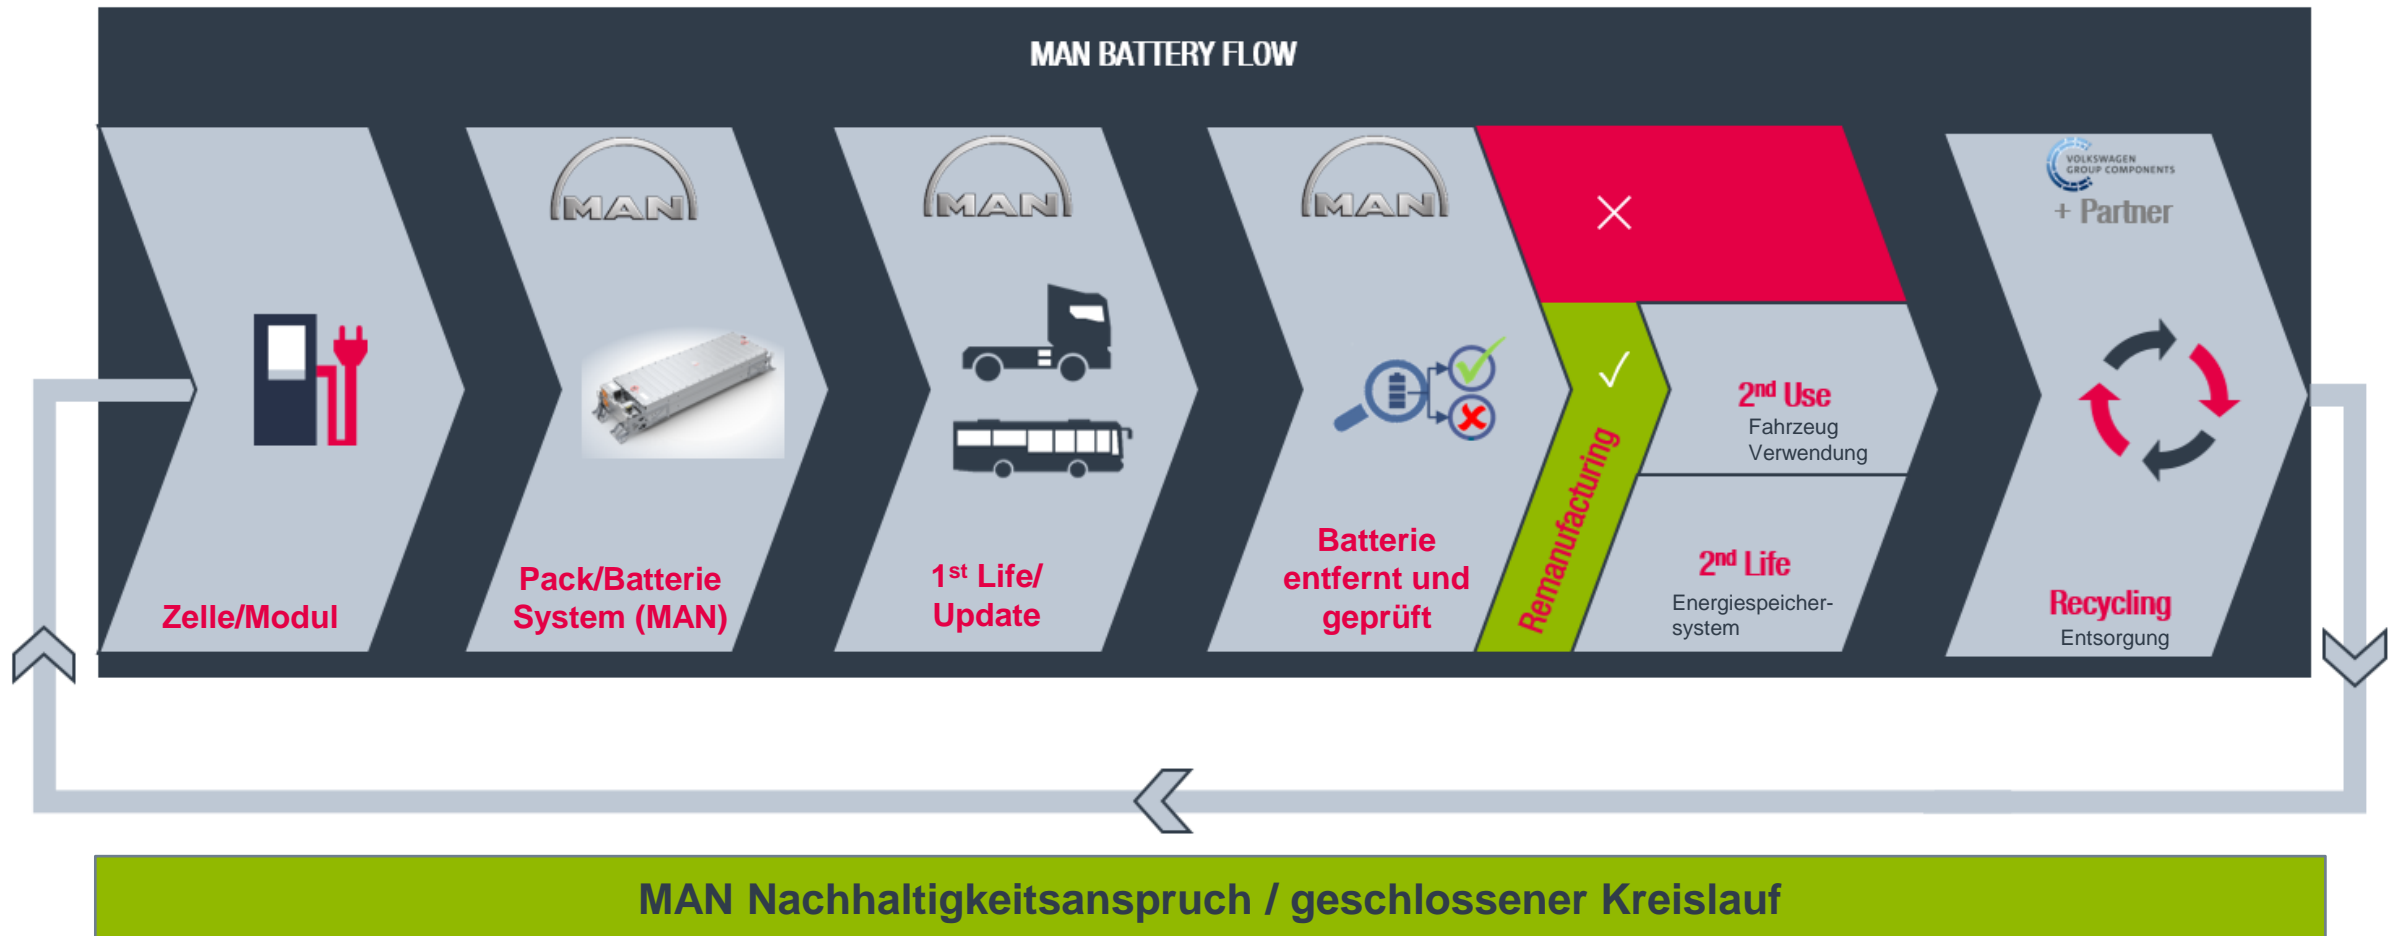 MAN BATTERY FLOW
Zelle/Modul
MAN
Pack/Batterie
System (MAN)
MAN
1st Life/
Update
MAN
Batterie
entfernt und
geprüft
Remanufacturing
2nd Use
Fahrzeug
Verwendung
2nd Life
Energiespeicher-
system
VOLKSWAGEN
GROUP COMPONENTS
+ Partner
Recycling
Entsorgung
MAN Nachhaltigkeitsanspruch / geschlossener Kreislauf